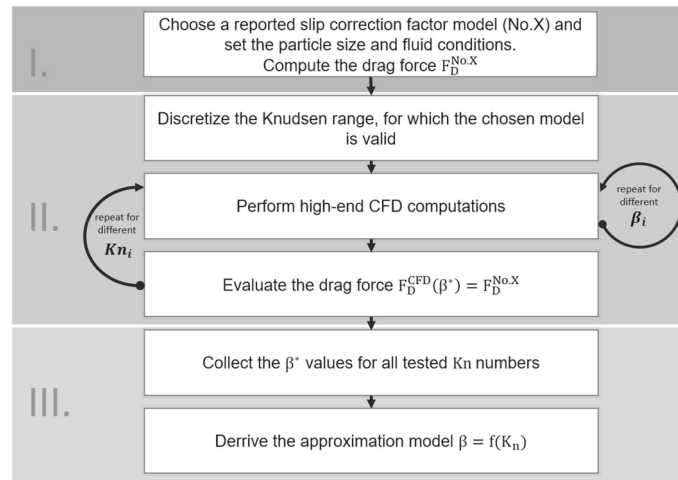 I.
Choose a reported slip correction factor model (No.X) and
set the particle size and fluid conditions.
Compute the drag force F_D^No.X
II.
Discretize the Knudsen range, for which the chosen model
is valid
Perform high-end CFD computations
repeat for
different
Kn_i
repeat for
different
β_i
Evaluate the drag force F_D^CFD(β*) = F_D^No.X
III.
Collect the β* values for all tested Kn numbers
Derrive the approximation model β = f(K_n)